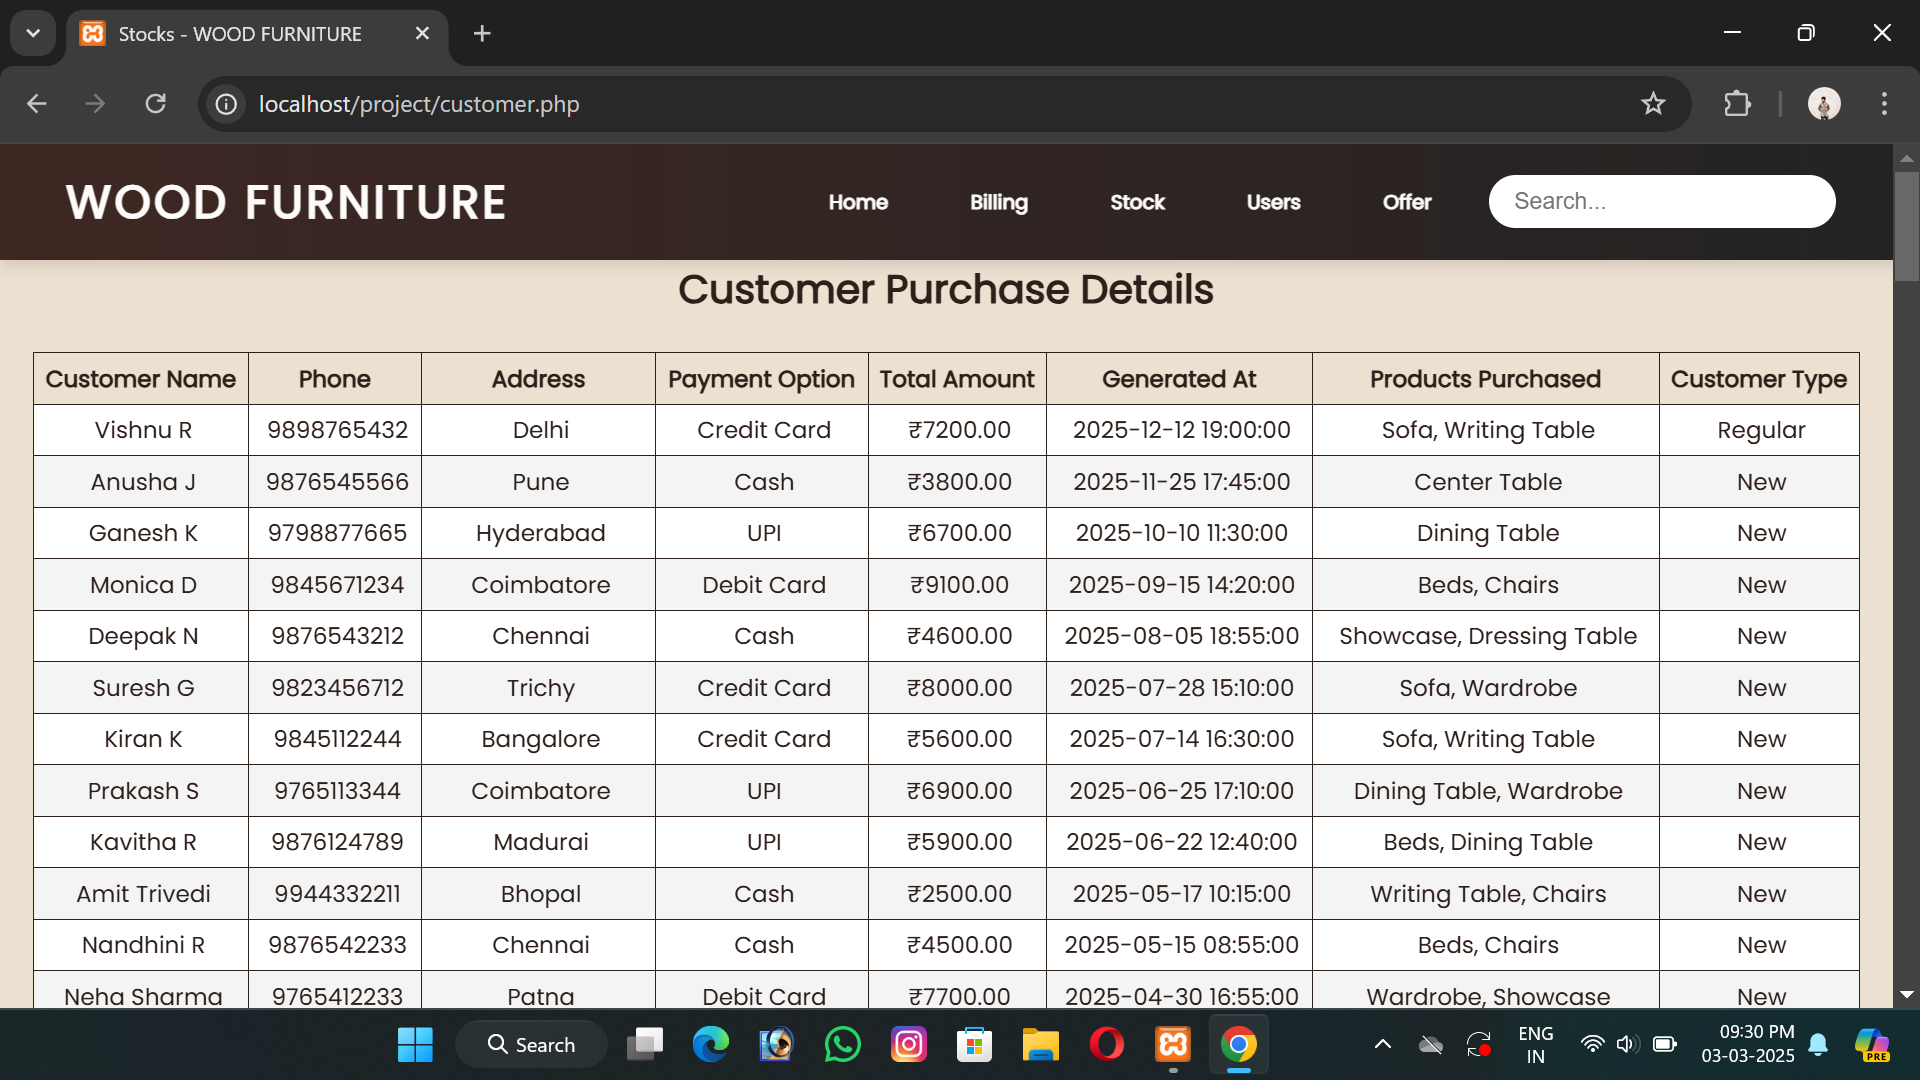 Stocks - WOOD FURNITURE
localhost/project/customer.php
WOOD FURNITURE Home Billing Stock Users Offer Search...
Customer Purchase Details
Customer Name Phone Address Payment Option Total Amount Generated At Products Purchased Customer Type
Vishnu R 9898765432 Delhi Credit Card ₹7200.00 2025-12-12 19:00:00 Sofa, Writing Table Regular
Anusha J 9876545566 Pune Cash ₹3800.00 2025-11-25 17:45:00 Center Table New
Ganesh K 9798877665 Hyderabad UPI ₹6700.00 2025-10-10 11:30:00 Dining Table New
Monica D 9845671234 Coimbatore Debit Card ₹9100.00 2025-09-15 14:20:00 Beds, Chairs New
Deepak N 9876543212 Chennai Cash ₹4600.00 2025-08-05 18:55:00 Showcase, Dressing Table New
Suresh G 9823456712 Trichy Credit Card ₹8000.00 2025-07-28 15:10:00 Sofa, Wardrobe New
Kiran K 9845112244 Bangalore Credit Card ₹5600.00 2025-07-14 16:30:00 Sofa, Writing Table New
Prakash S 9765113344 Coimbatore UPI ₹6900.00 2025-06-25 17:10:00 Dining Table, Wardrobe New
Kavitha R 9876124789 Madurai UPI ₹5900.00 2025-06-22 12:40:00 Beds, Dining Table New
Amit Trivedi 9944332211 Bhopal Cash ₹2500.00 2025-05-17 10:15:00 Writing Table, Chairs New
Nandhini R 9876542233 Chennai Cash ₹4500.00 2025-05-15 08:55:00 Beds, Chairs New
Neha Sharma 9765412233 Patna Debit Card ₹7700.00 2025-04-30 16:55:00 Wardrobe, Showcase New
Search ENG 09:30 PM
IN 03-03-2025 PRE